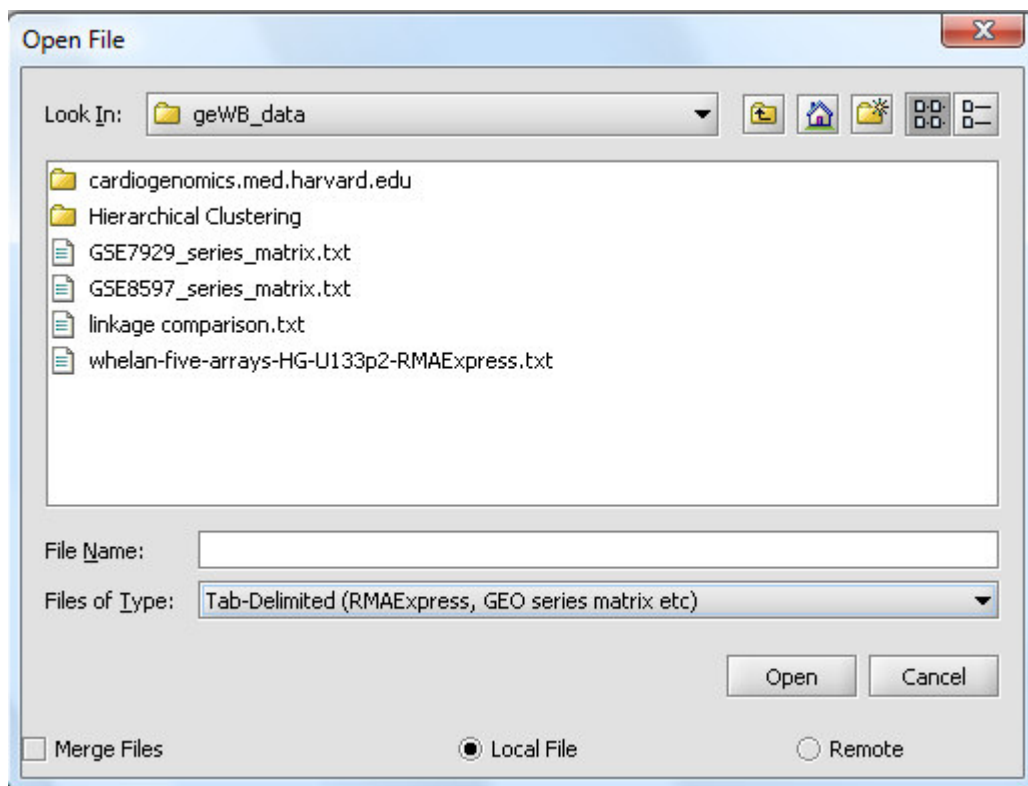 Open File
Look In: geWB_data
cardiogenomics.med.harvard.edu
Hierarchical Clustering
GSE7929_series_matrix.txt
GSE8597_series_matrix.txt
linkage comparison.txt
whelan-five-arrays-HG-U133p2-RMAExpress.txt
File Name:
Files of Type: Tab-Delimited (RMAExpress, GEO series matrix etc)
Open Cancel
Merge Files Local File Remote